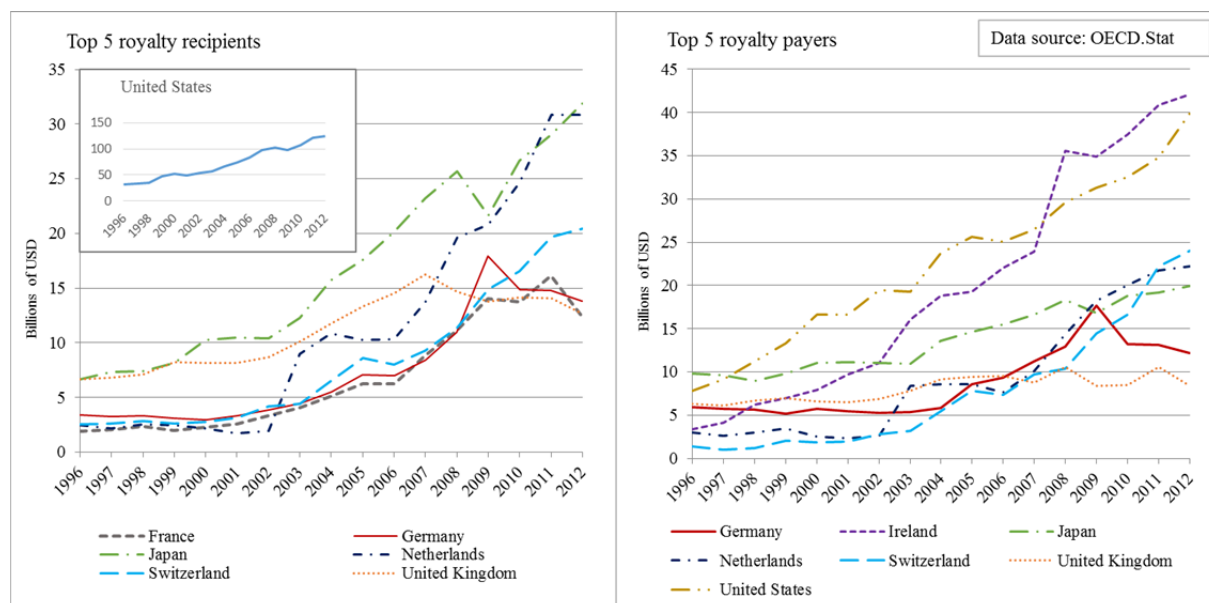 Top 5 royalty recipients
35
30
25
20
15
10
5
0
Billions of USD
United States
150
100
50
0
1996 1998 2000 2002 2004 2006 2008 2010 2012
1996 1997 1998 1999 2000 2001 2002 2003 2004 2005 2006 2007 2008 2009 2010 2011 2012
France Germany
Japan Netherlands
Switzerland United Kingdom
Top 5 royalty payers
Data source: OECD.Stat
45
40
35
30
25
20
15
10
5
0
Billions of USD
1996 1997 1998 1999 2000 2001 2002 2003 2004 2005 2006 2007 2008 2009 2010 2011 2012
Germany Ireland Japan
Netherlands Switzerland United Kingdom
United States